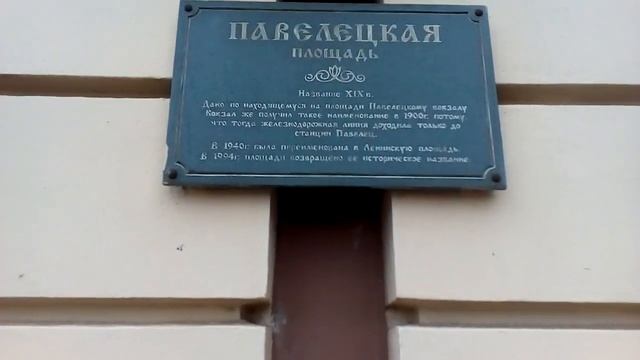 Павелецкая
площадь
Название XIX в.
Дано по находящемуся на площади Павелецкому вокзалу
Вокзал же получил такое наименование в 1900г. потому
что тогда железнодорожная линия доходила только до
станции Павелец.
В 1940г. была переименована в Ленинскую площадь.
В 1994г. площади возвращено ее историческое название.